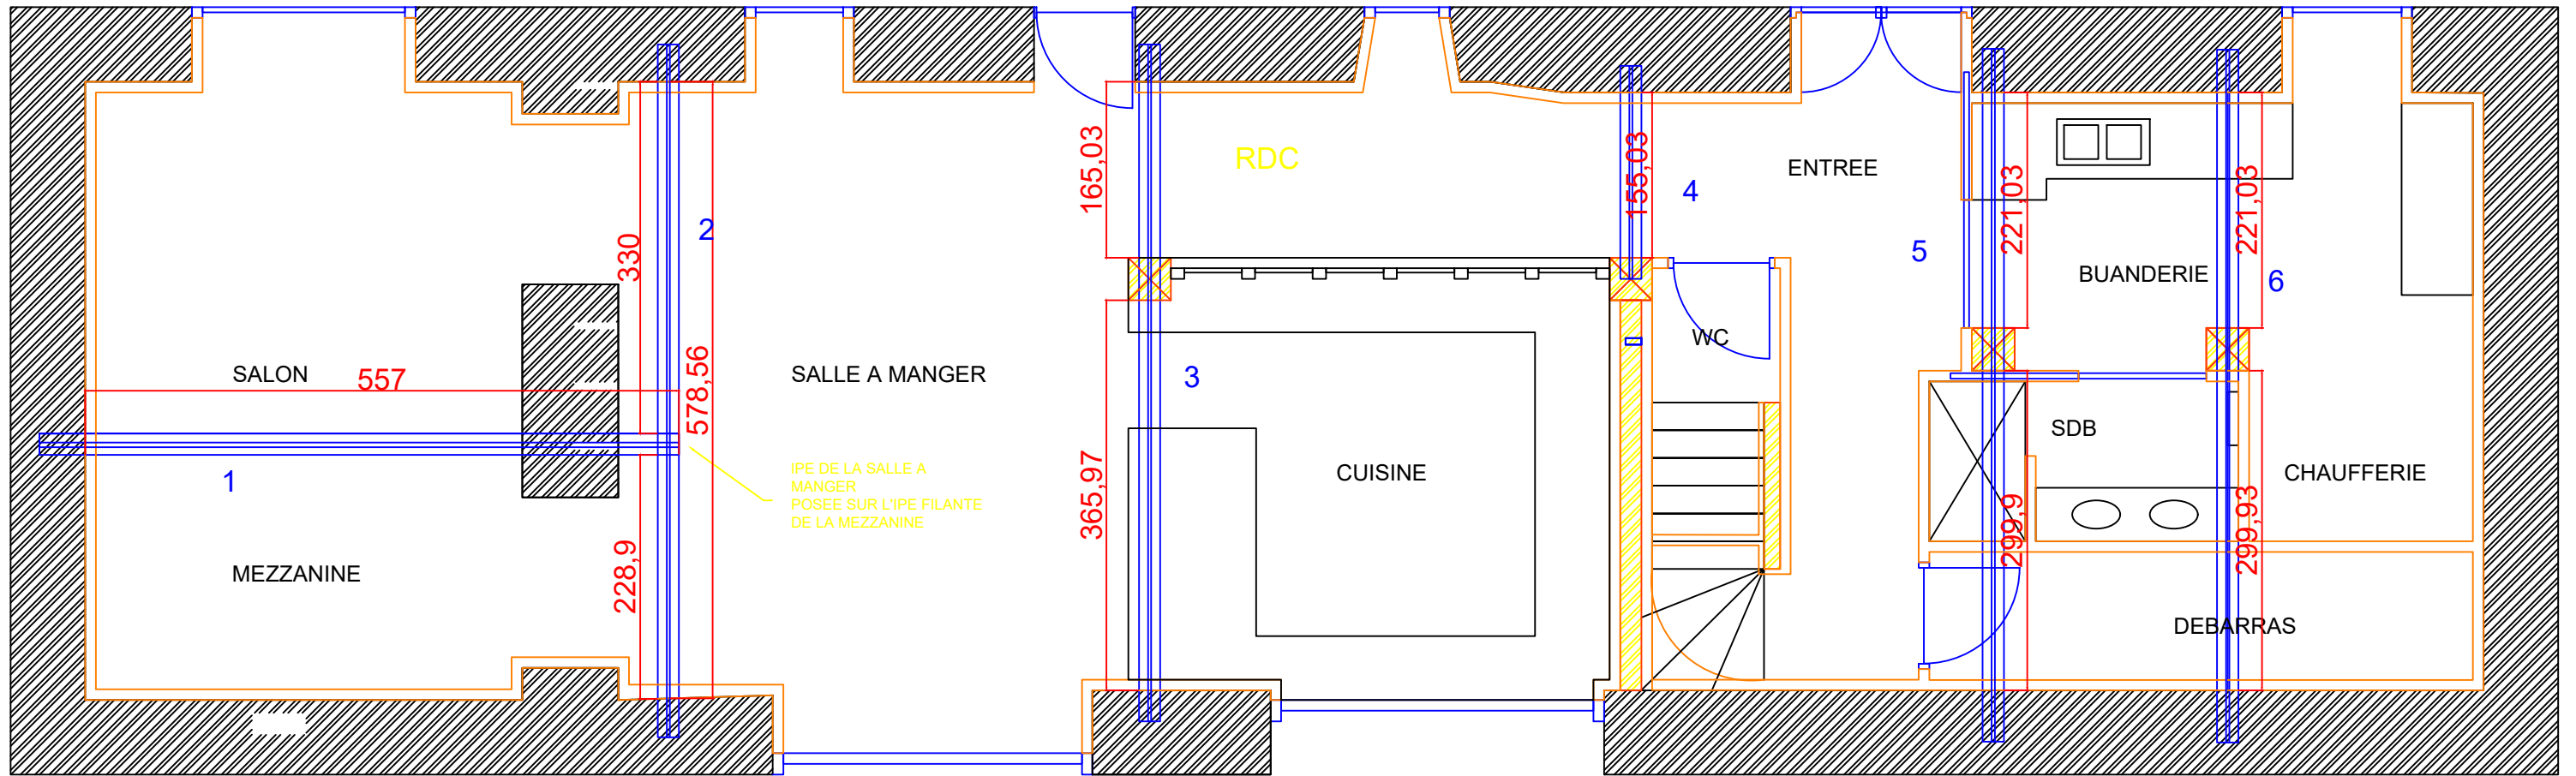 RDC
165,03
155,03
ENTREE
221,03
221,03
4
2
330
5
BUANDERIE
6
WC
SALON
557
578,56
SALLE A MANGER
3
SDB
1
IPE DE LA SALLE A
MANGER
POSEE SUR L'IPE FILANTE
DE LA MEZZANINE
365,97
CUISINE
CHAUFFERIE
299,9
299,93
228,9
MEZZANINE
DEBARRAS